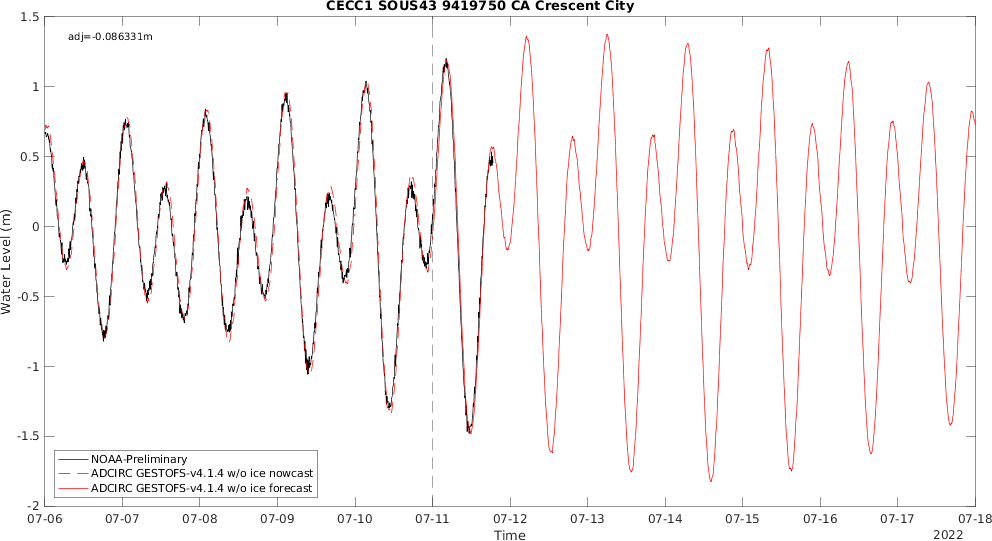 CECC1 SOUS43 9419750 CA Crescent City
adj=-0.086331m
1.5
1
0.5
0
-0.5
-1
-1.5
-2
Water Level (m)
NOAA-Preliminary
ADCIRC GESTOFS-v4.1.4 w/o ice nowcast
ADCIRC GESTOFS-v4.1.4 w/o ice forecast
07-06 07-07 07-08 07-09 07-10 07-11 07-12 07-13 07-14 07-15 07-16 07-17 07-18
Time
2022